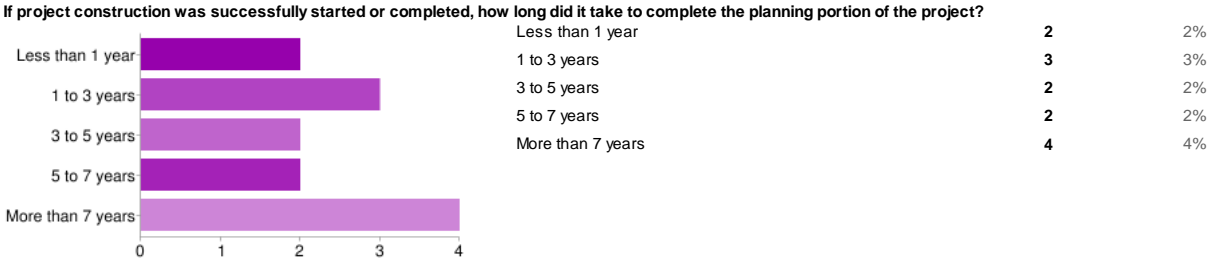 If project construction was successfully started or completed, how long did it take to complete the planning portion of the project?
Less than 1 year
1 to 3 years
3 to 5 years
5 to 7 years
More than 7 years
0 1 2 3 4
Less than 1 year 2 2%
1 to 3 years 3 3%
3 to 5 years 2 2%
5 to 7 years 2 2%
More than 7 years 4 4%